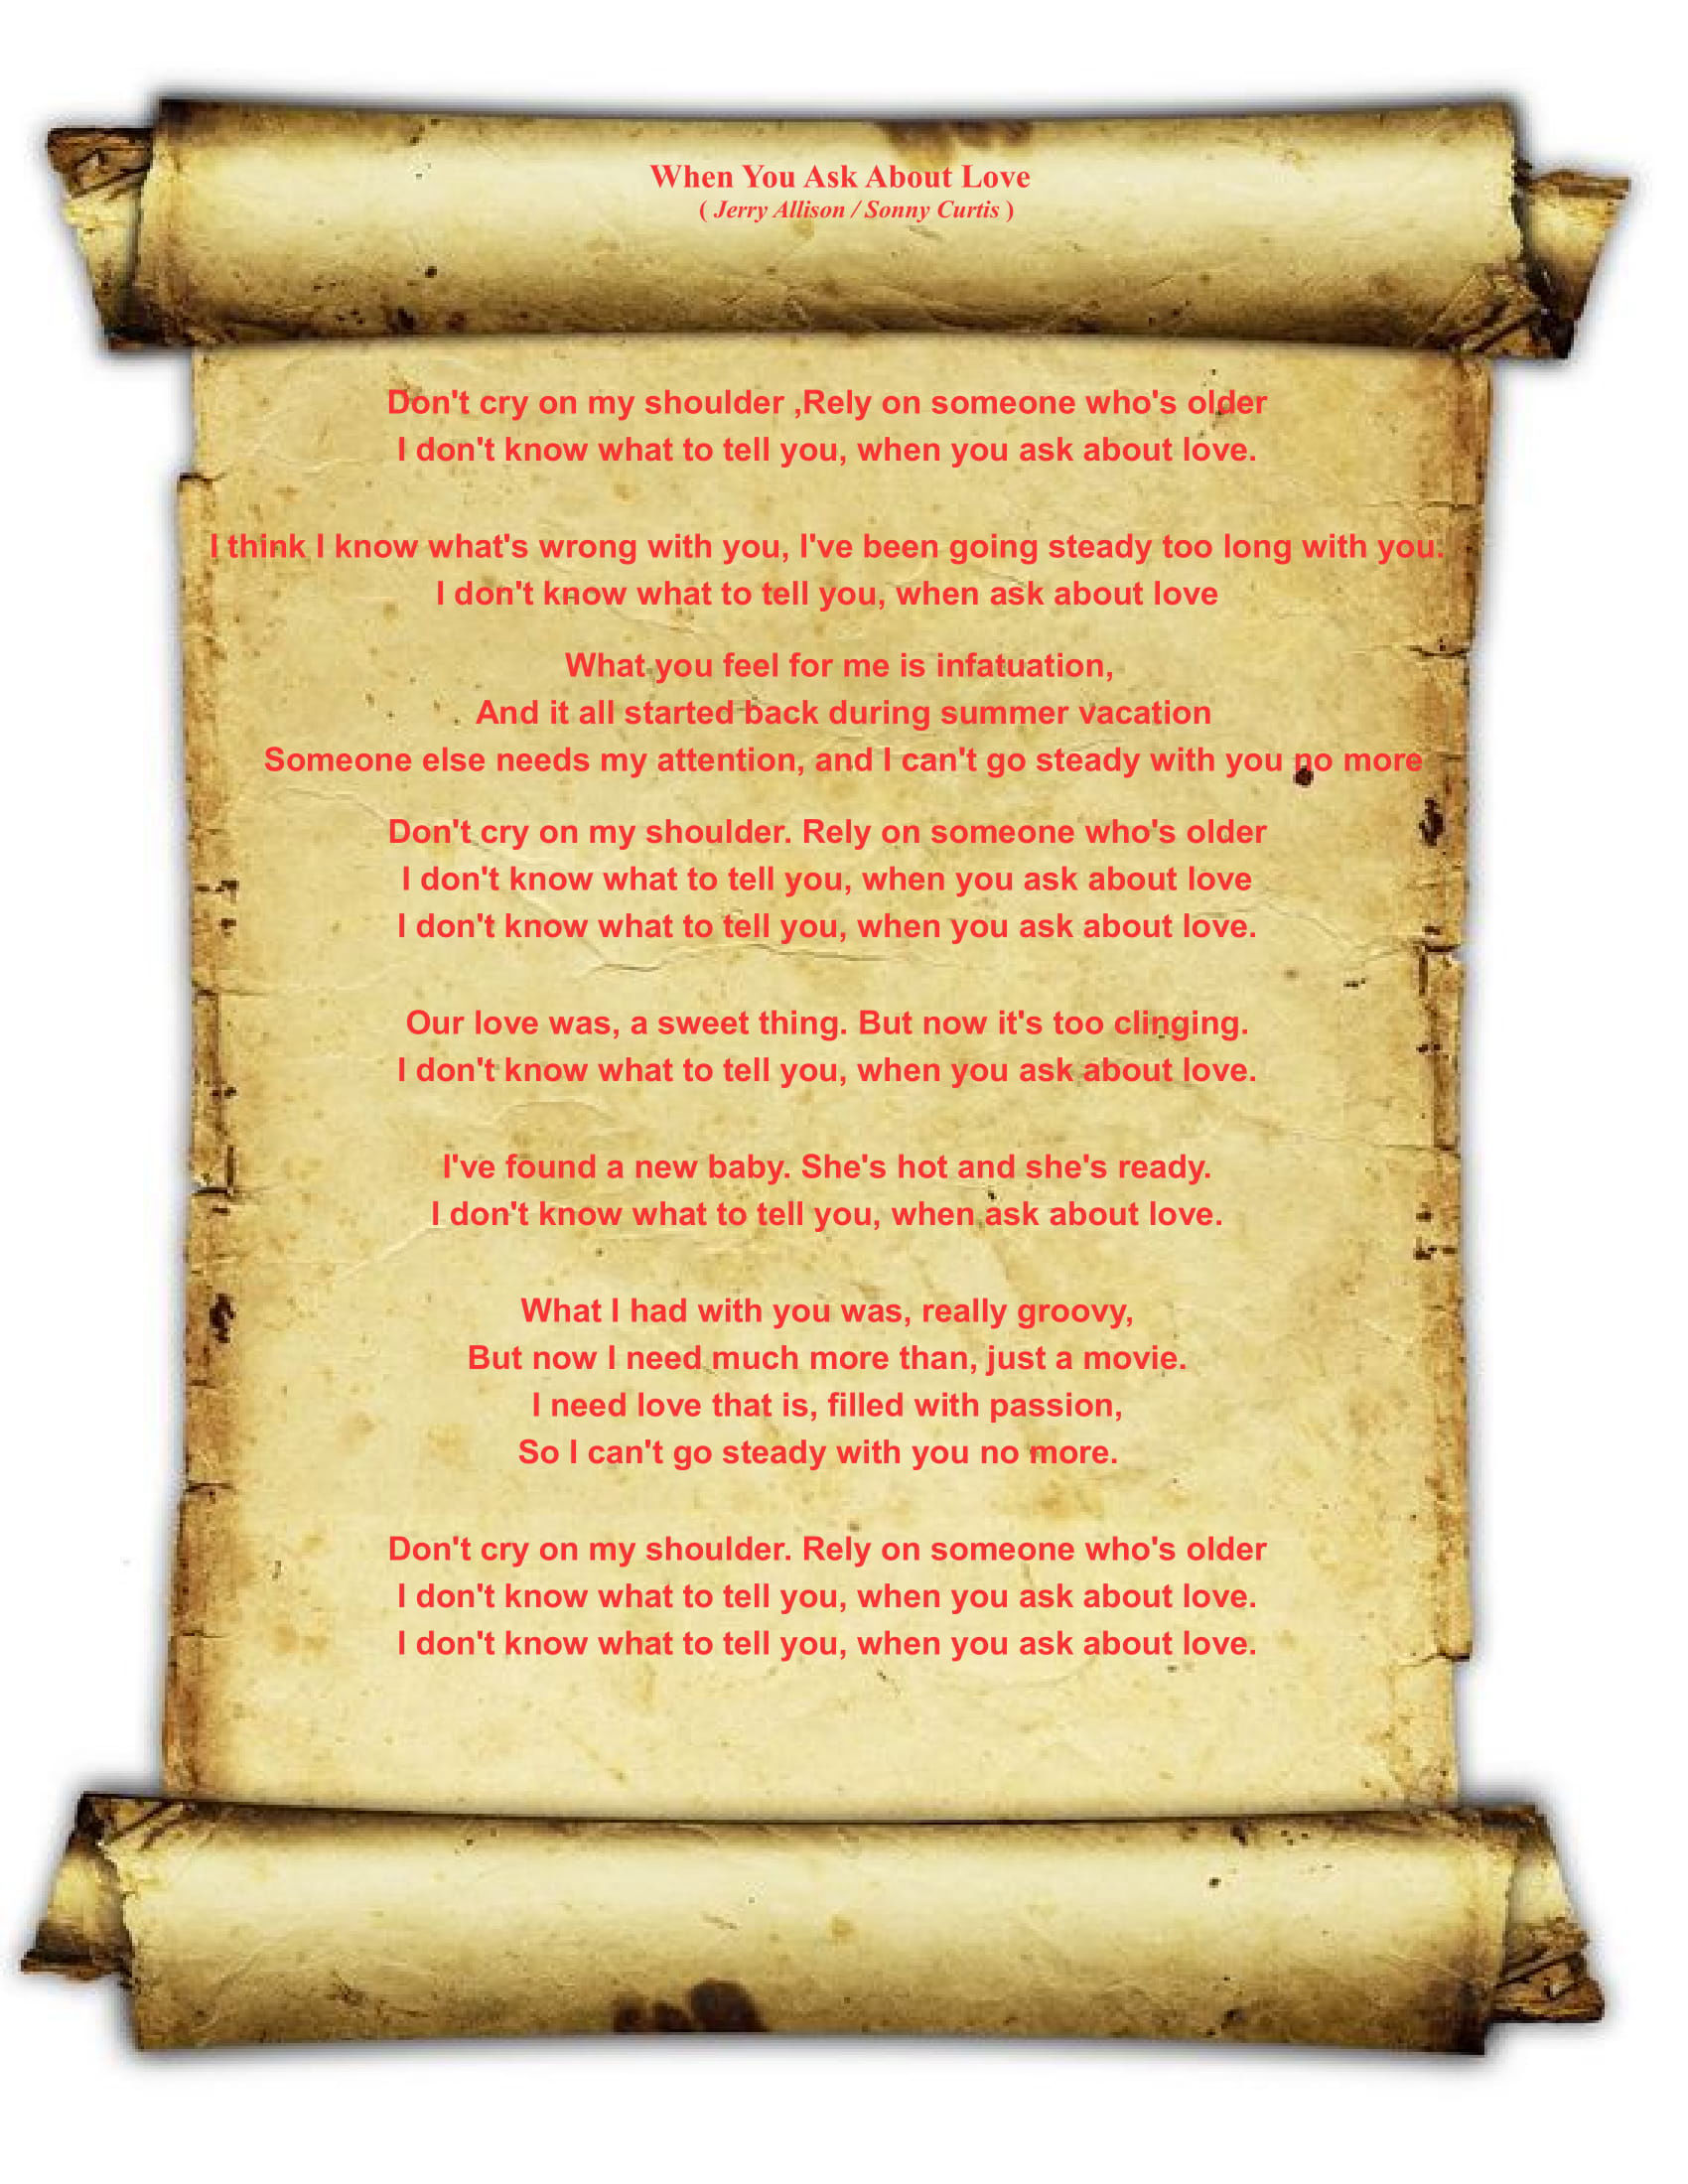 When You Ask About Love
( Jerry Allison / Sonny Curtis )
Don't cry on my shoulder ,Rely on someone who's older
I don't know what to tell you, when you ask about love.
I think I know what's wrong with you, I've been going steady too long with you.
I don't know what to tell you, when ask about love
What you feel for me is infatuation,
And it all started back during summer vacation
Someone else needs my attention, and I can't go steady with you no more
Don't cry on my shoulder. Rely on someone who's older
I don't know what to tell you, when you ask about love
I don't know what to tell you, when you ask about love.
Our love was, a sweet thing. But now it's too clinging.
I don't know what to tell you, when you ask about love.
I've found a new baby. She's hot and she's ready.
I don't know what to tell you, when ask about love.
What I had with you was, really groovy,
But now I need much more than, just a movie.
I need love that is, filled with passion,
So I can't go steady with you no more.
Don't cry on my shoulder. Rely on someone who's older
I don't know what to tell you, when you ask about love.
I don't know what to tell you, when you ask about love.